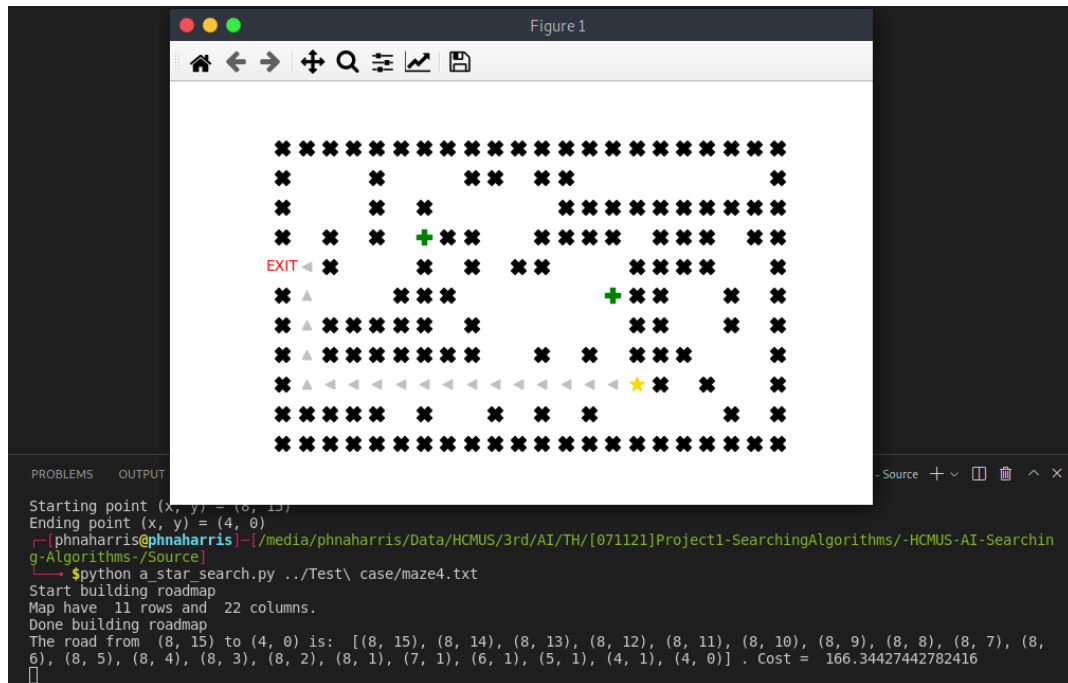 Figure 1
EXIT
PROBLEMS OUTPUT
- Source
Starting point (x, y) = (8, 15)
Ending point (x, y) = (4, 0)
┌─[phnaharris@phnaharris]─[/media/phnaharris/Data/HCMUS/3rd/AI/TH/[071121]Project1-SearchingAlgorithms/-HCMUS-AI-Searchin
g-Algorithms-/Source]
└──╼ $python a_star_search.py ../Test\ case/maze4.txt
Start building roadmap
Map have  11 rows and  22 columns.
Done building roadmap
The road from  (8, 15) to (4, 0) is:  [(8, 15), (8, 14), (8, 13), (8, 12), (8, 11), (8, 10), (8, 9), (8, 8), (8, 7), (8,
6), (8, 5), (8, 4), (8, 3), (8, 2), (8, 1), (7, 1), (6, 1), (5, 1), (4, 1), (4, 0)] . Cost =  166.34427442782416